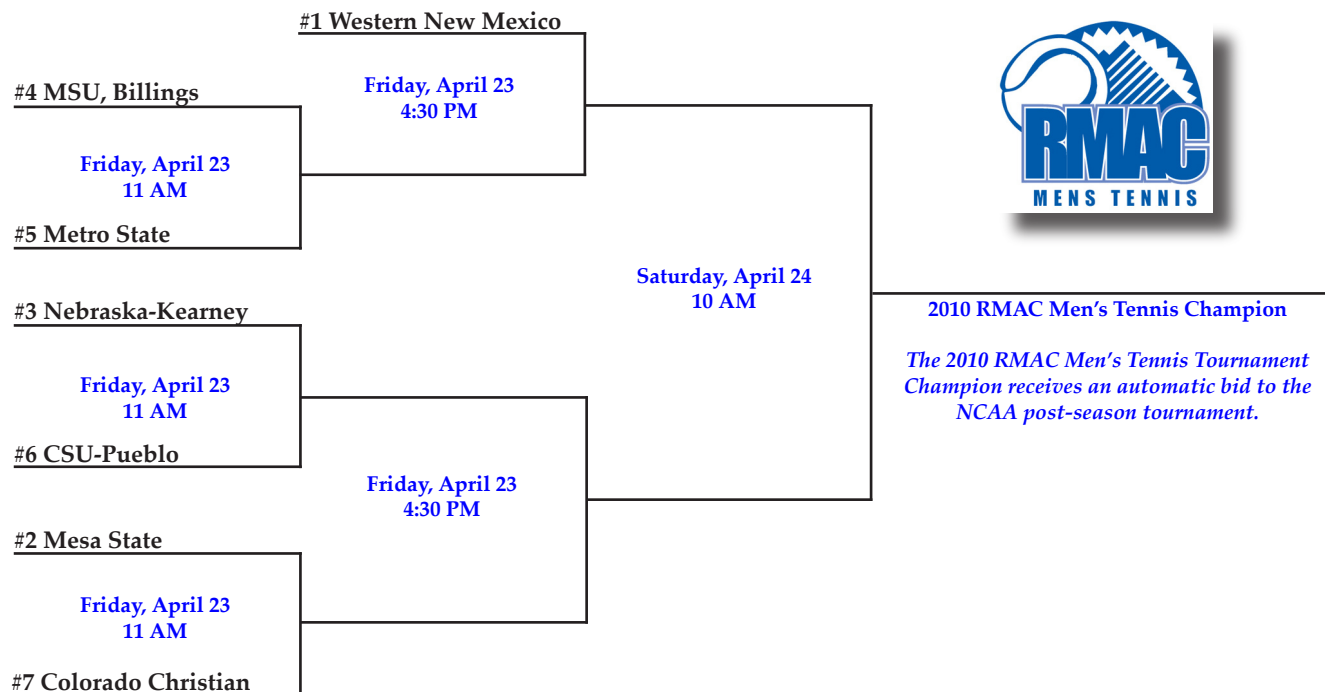 #1 Western New Mexico
Friday, April 23
4:30 PM
#4 MSU, Billings
Friday, April 23
11 AM
#5 Metro State
#3 Nebraska-Kearney
Friday, April 23
11 AM
#6 CSU-Pueblo
Friday, April 23
4:30 PM
#2 Mesa State
Friday, April 23
11 AM
#7 Colorado Christian
Saturday, April 24
10 AM
RMAC
MENS TENNIS
2010 RMAC Men’s Tennis Champion
The 2010 RMAC Men’s Tennis Tournament
Champion receives an automatic bid to the
NCAA post-season tournament.